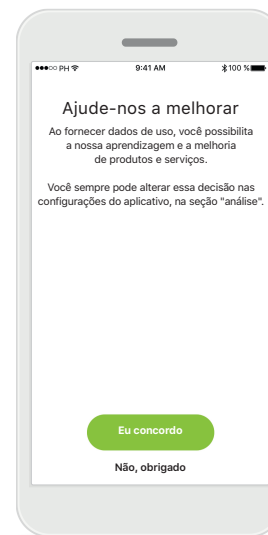 PH 9:41 AM 100 %
Ajude-nos a melhorar
Ao fornecer dados de uso, você possibilita
a nossa aprendizagem e a melhoria
de produtos e serviços.
Você sempre pode alterar essa decisão nas
configurações do aplicativo, na seção "análise".
Eu concordo
Não, obrigado